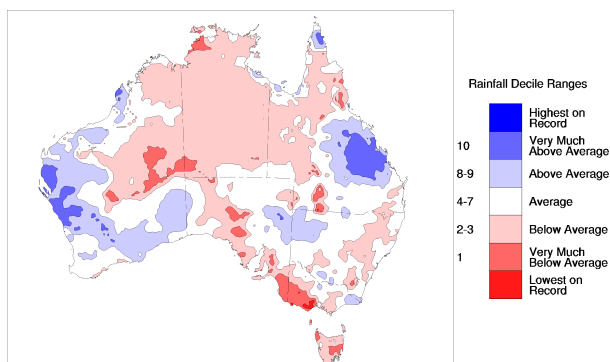 Rainfall Decile Ranges
Highest on
Record
10
Very Much
Above Average
8-9
Above Average
4-7
Average
2-3
Below Average
1
Very Much
Below Average
Lowest on
Record